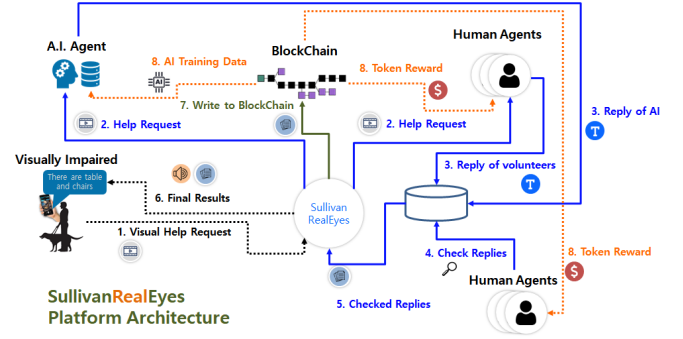 A.I. Agent
BlockChain
Human Agents
8. AI Training Data
AI
8. Token Reward
$
7. Write to BlockChain
2. Help Request
2. Help Request
3. Reply of AI
T
Visually Impaired
There are table
and chairs
6. Final Results
3. Reply of volunteers
T
Sullivan
RealEyes
1. Visual Help Request
4. Check Replies
8. Token Reward
$
Human Agents
5. Checked Replies
SullivanRealEyes
Platform Architecture